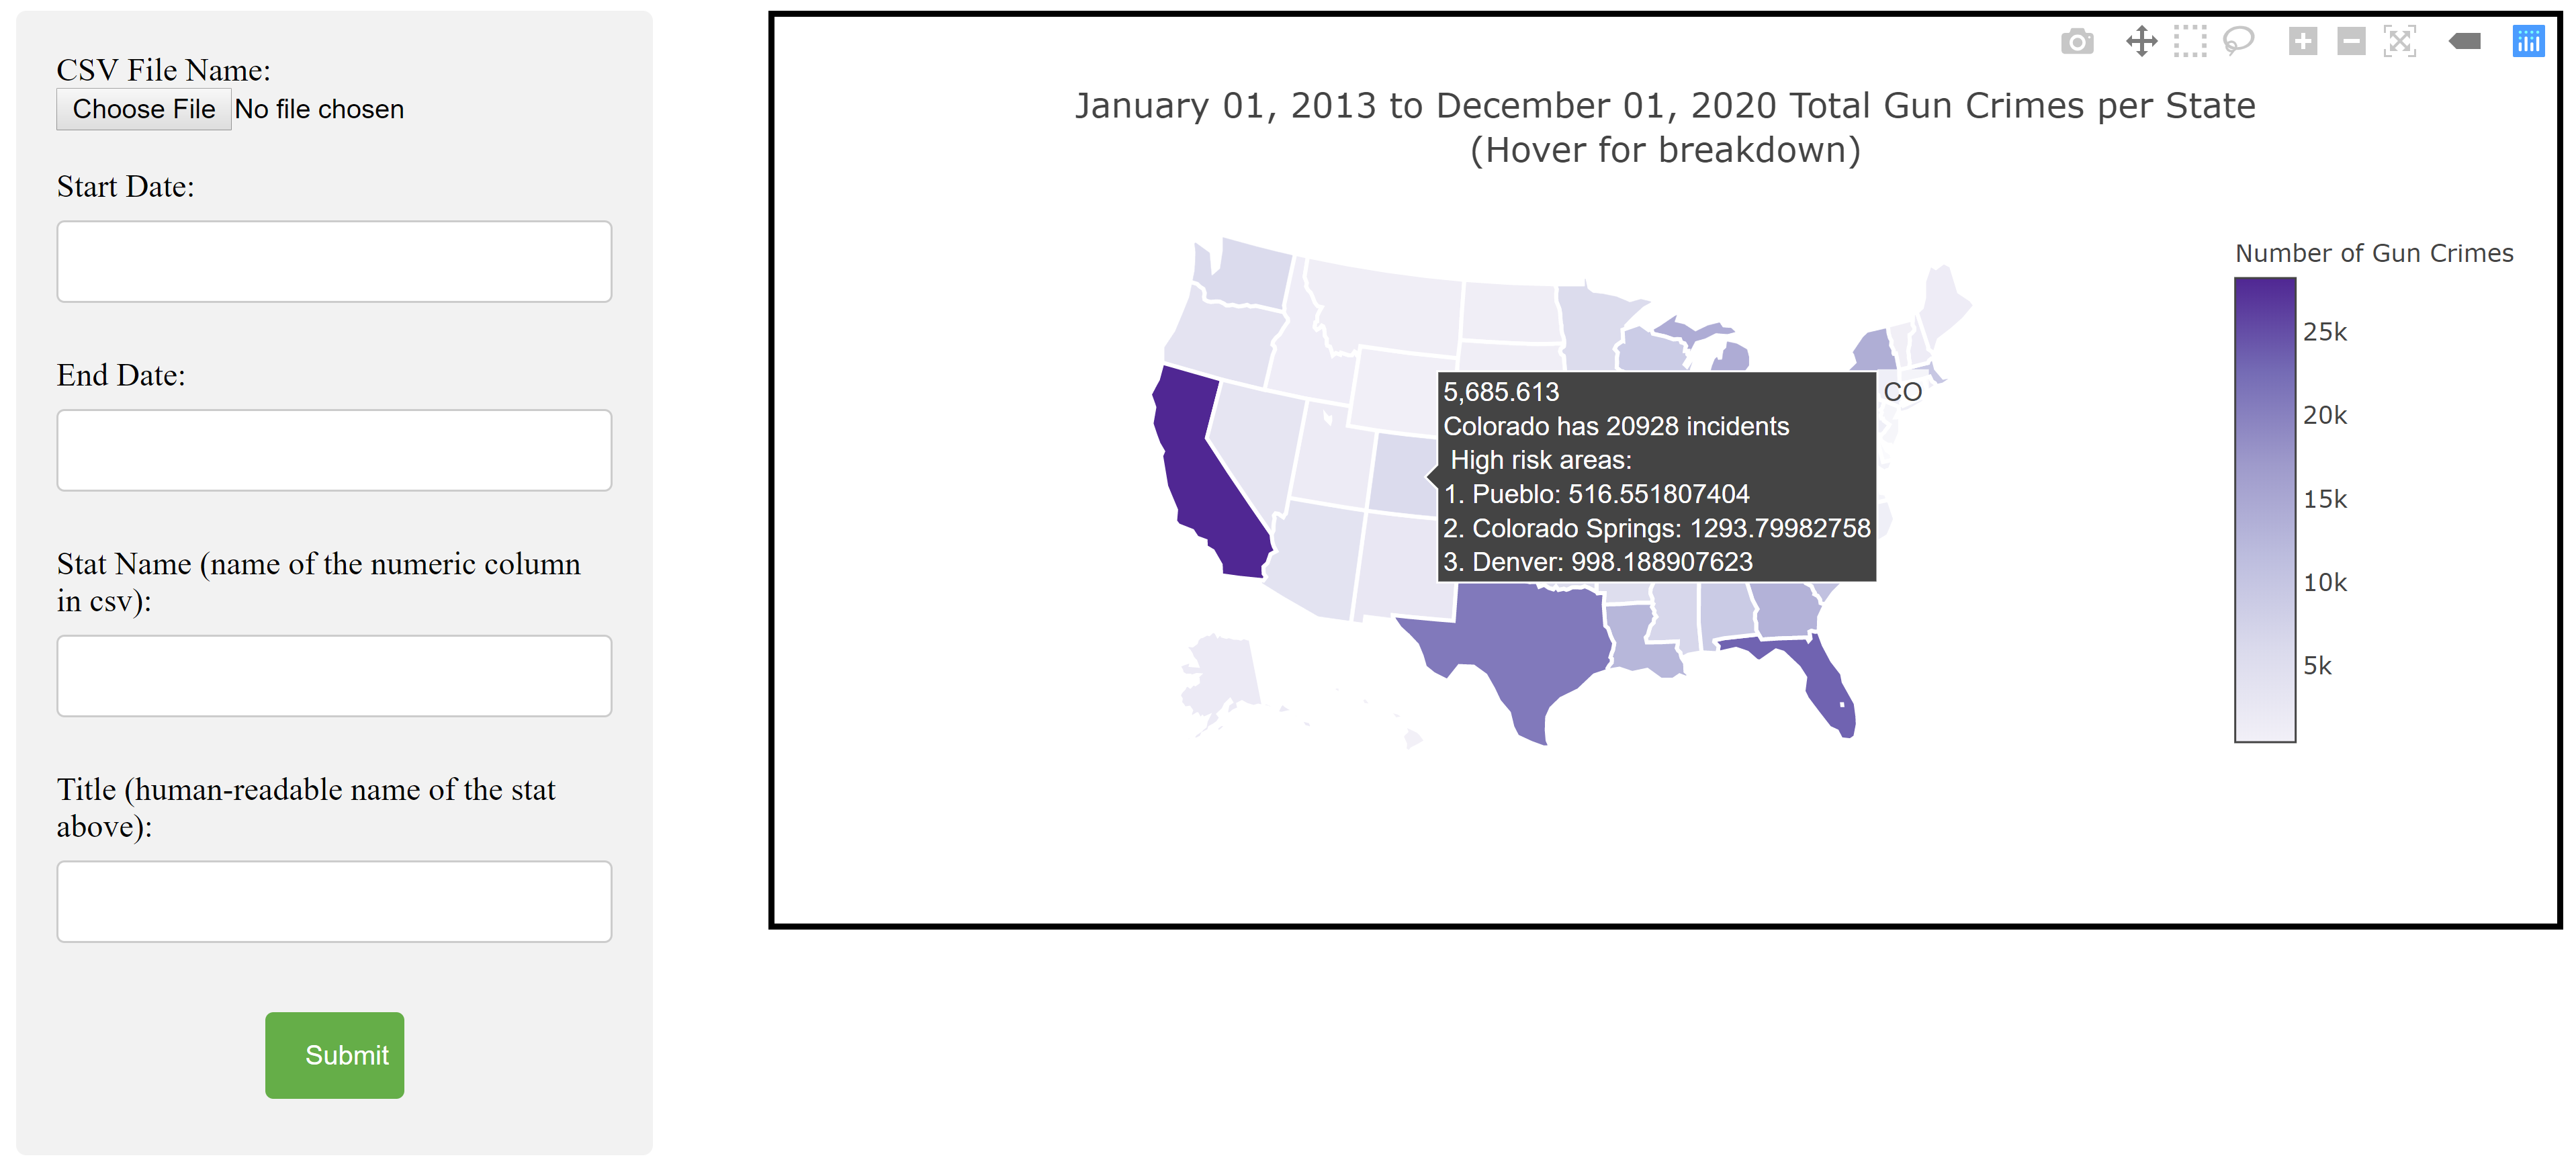 CSV File Name:
Choose File No file chosen
Start Date:
End Date:
Stat Name (name of the numeric column
in csv):
Title (human-readable name of the stat
above):
Submit
January 01, 2013 to December 01, 2020 Total Gun Crimes per State
(Hover for breakdown)
5,685.613
Colorado has 20928 incidents
High risk areas:
1. Pueblo: 516.551807404
2. Colorado Springs: 1293.79982758
3. Denver: 998.188907623
CO
Number of Gun Crimes
25k
20k
15k
10k
5k